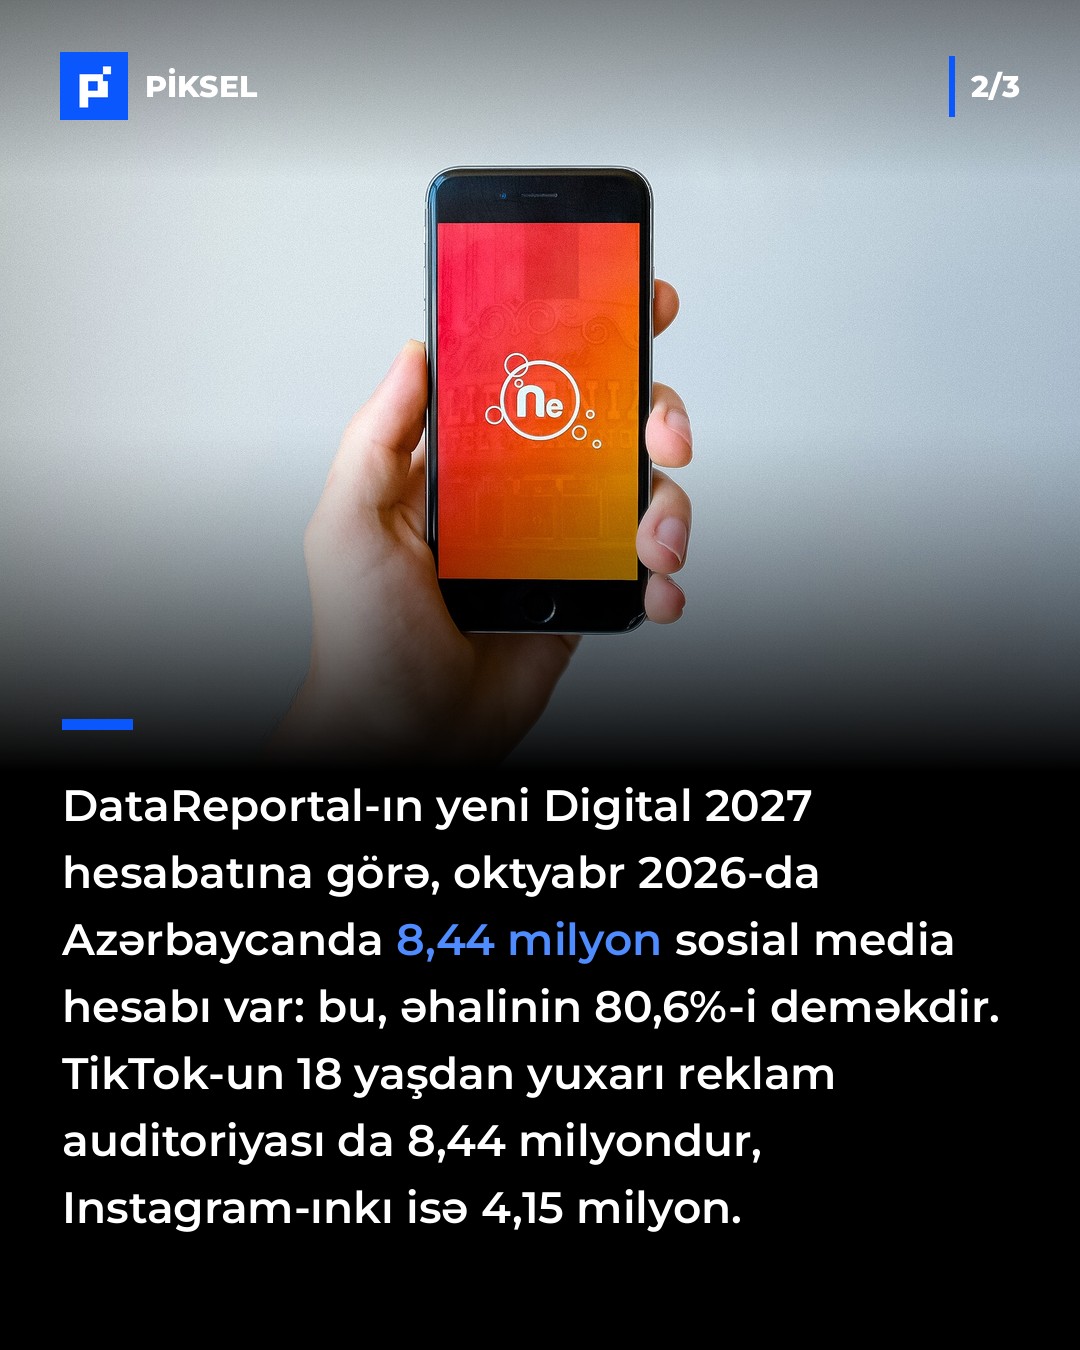 PİKSEL
2/3
ne
DataReportal-ın yeni Digital 2027
hesabatına görə, oktyabr 2026-da
Azərbaycanda 8,44 milyon sosial media
hesabı var: bu, əhalinin 80,6%-i deməkdir.
TikTok-un 18 yaşdan yuxarı reklam
auditoriyası da 8,44 milyondur,
Instagram-ınkı isə 4,15 milyon.